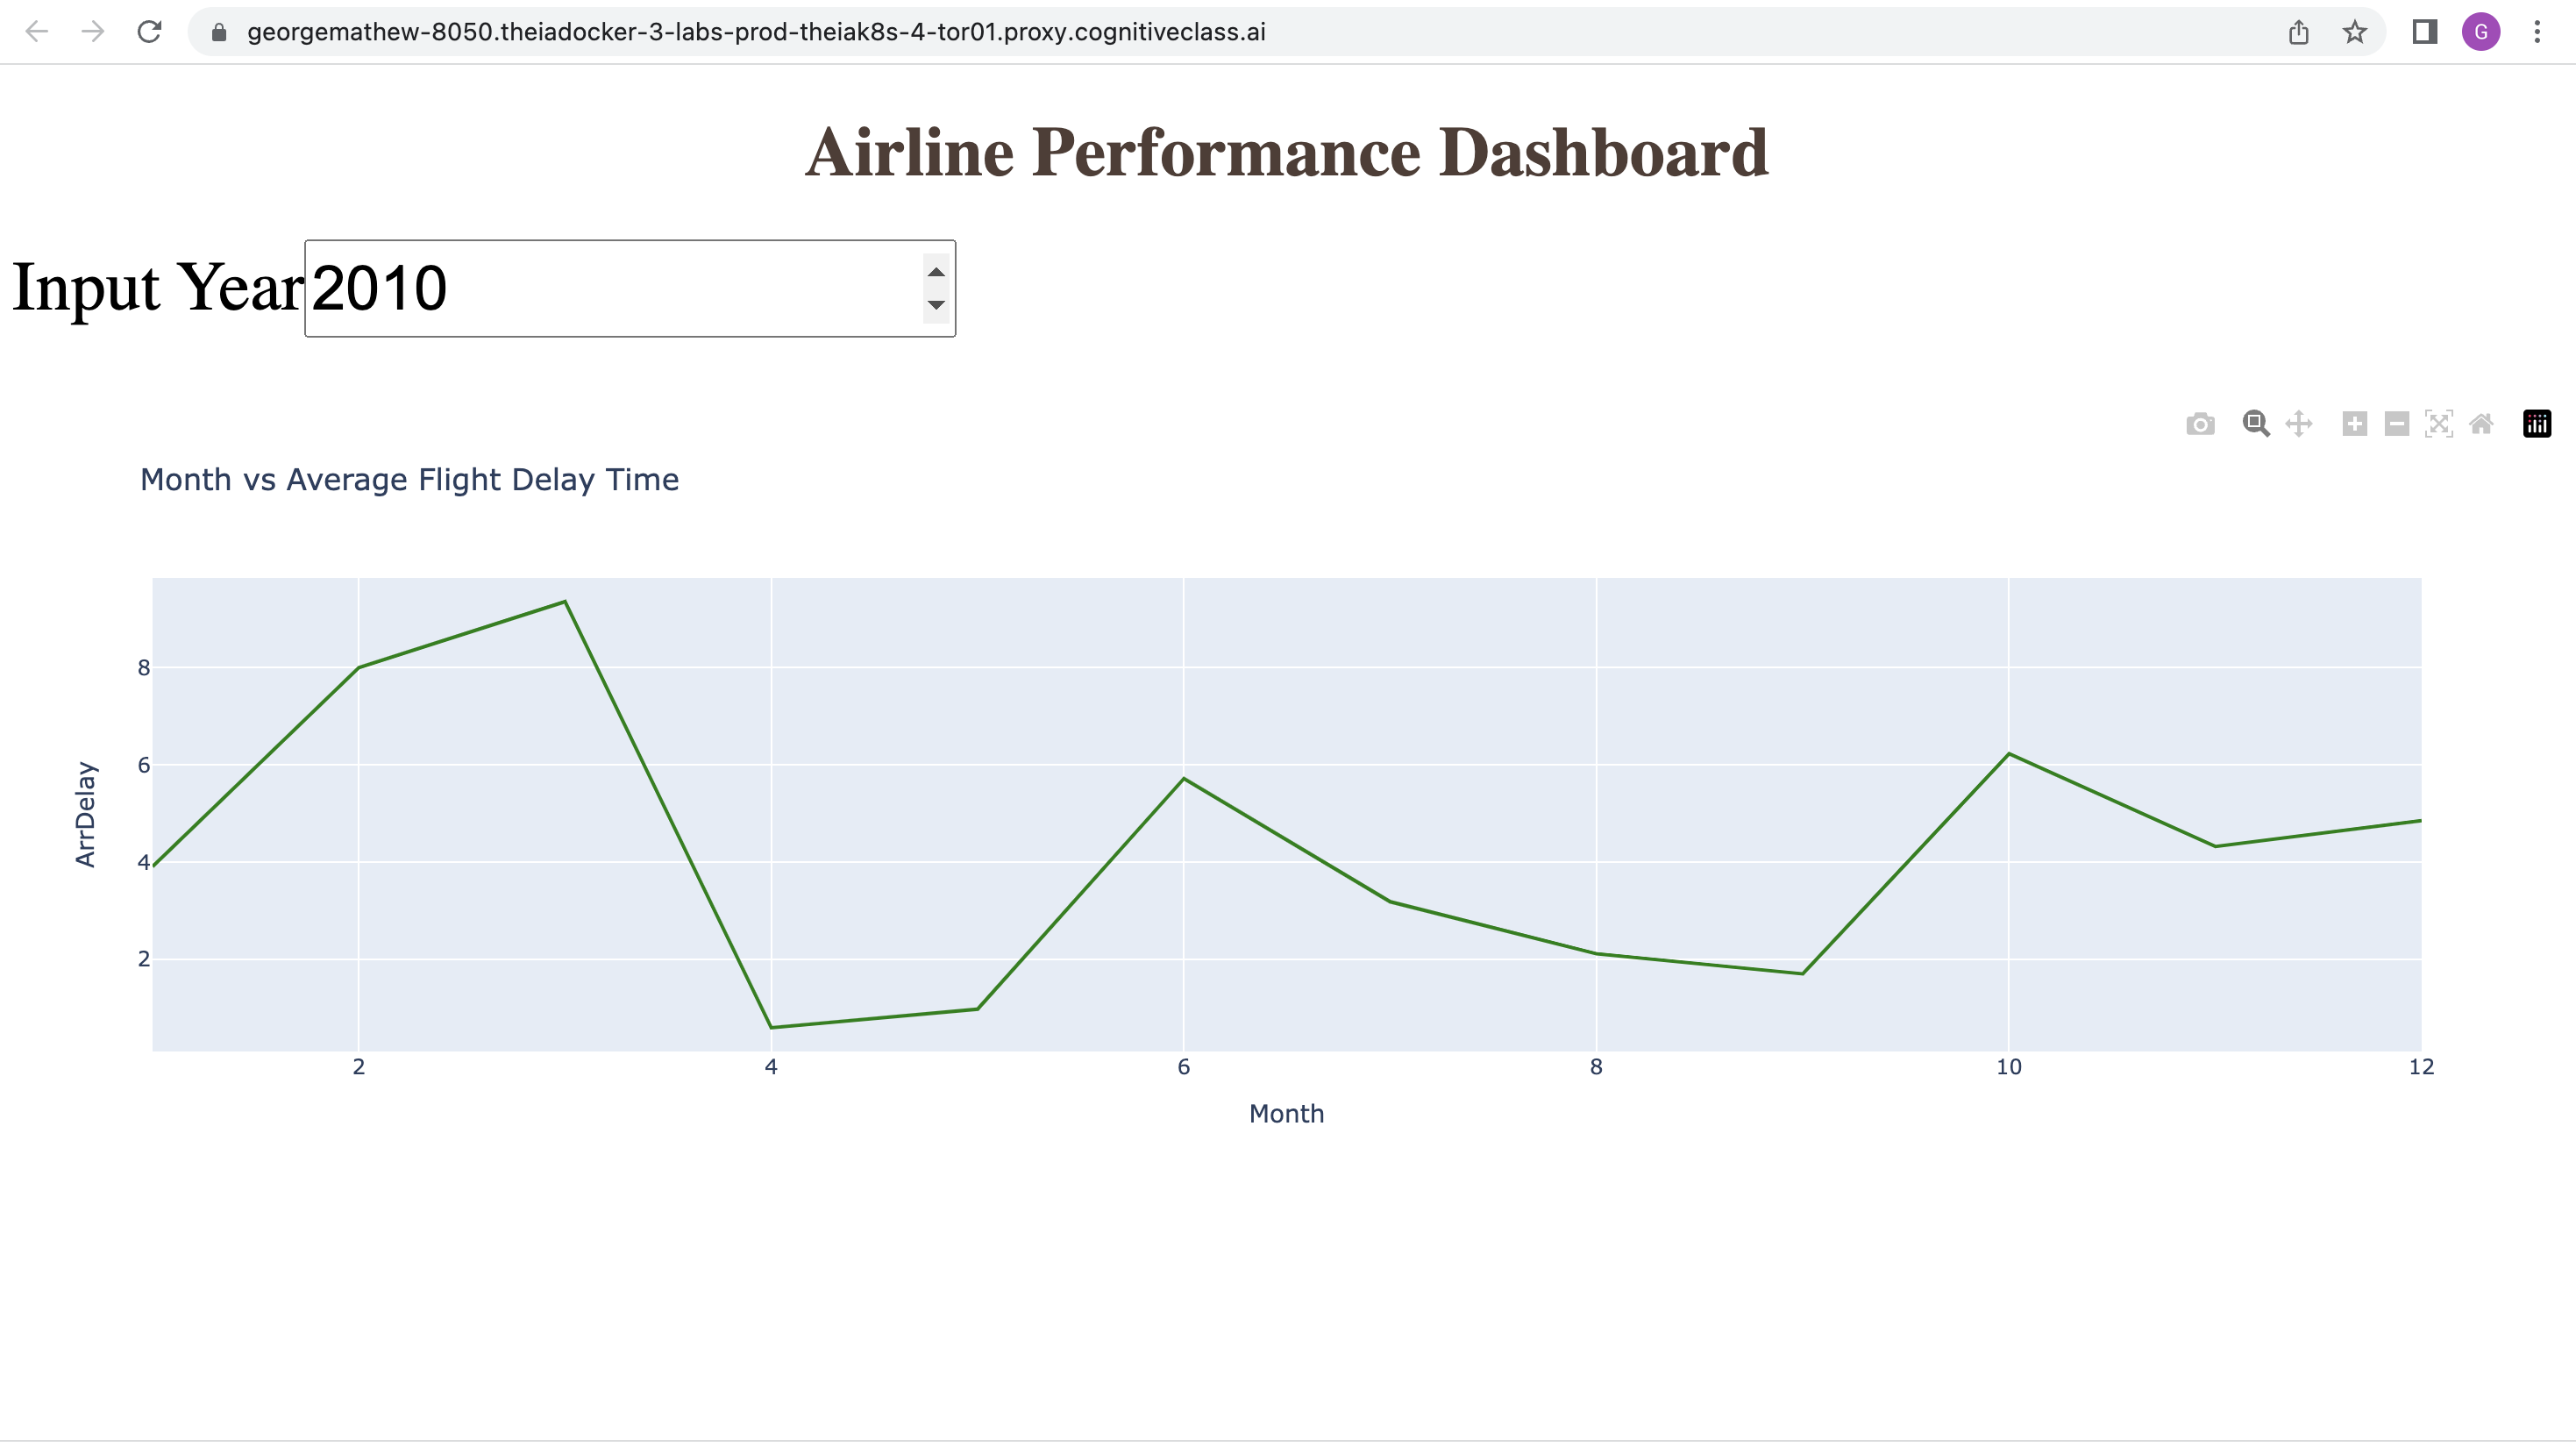 georgemathew-8050.theiadocker-3-labs-prod-theiak8s-4-tor01.proxy.cognitiveclass.ai
G
Airline Performance Dashboard
Input Year 2010
Month vs Average Flight Delay Time
8
6
4
2
ArrDelay
2 4 6 8 10 12
Month